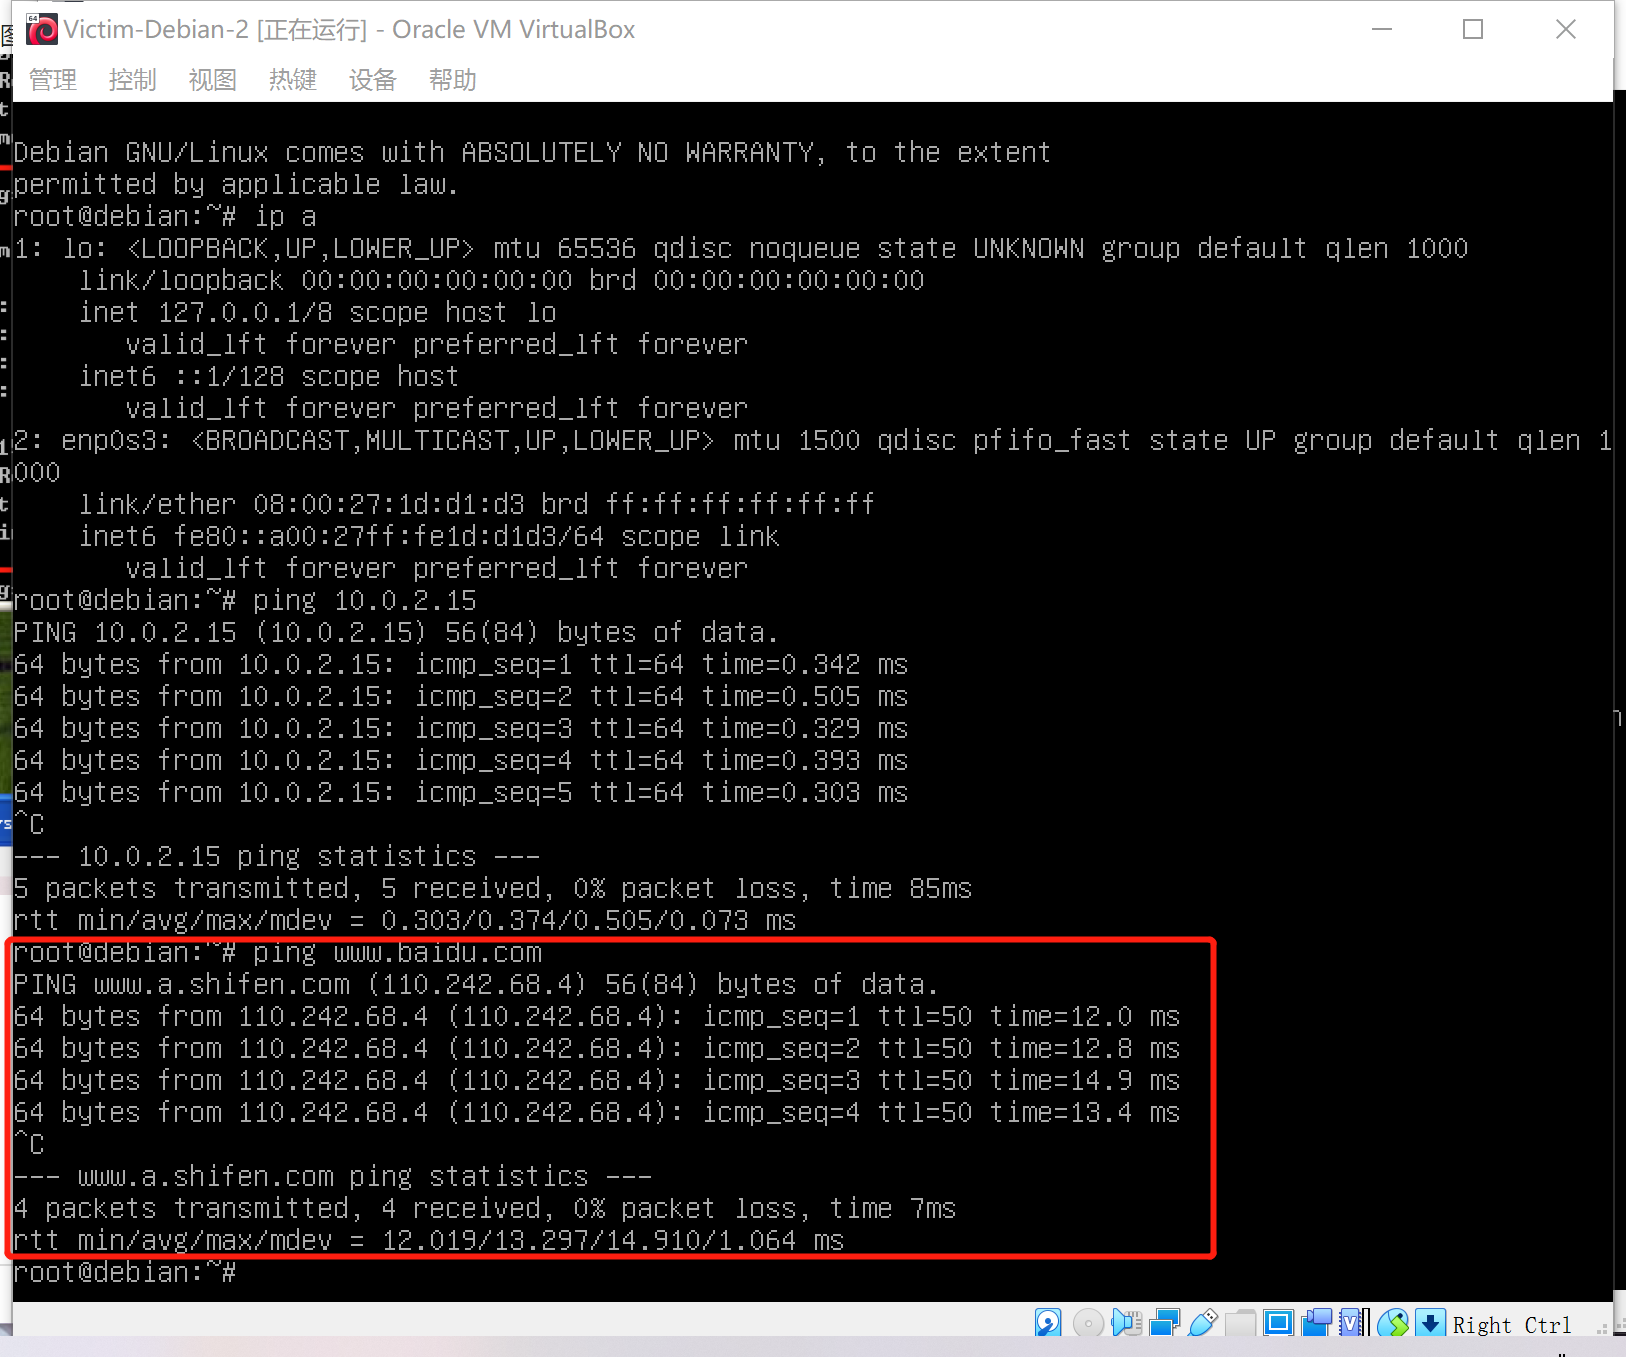 Victim-Debian-2 [正在运行] - Oracle VM VirtualBox
管理 控制 视图 热键 设备 帮助
Debian GNU/Linux comes with ABSOLUTELY NO WARRANTY, to the extent
permitted by applicable law.
root@debian:~# ip a
1: lo: <LOOPBACK,UP,LOWER_UP> mtu 65536 qdisc noqueue state UNKNOWN group default qlen 1000
    link/loopback 00:00:00:00:00:00 brd 00:00:00:00:00:00
    inet 127.0.0.1/8 scope host lo
       valid_lft forever preferred_lft forever
    inet6 ::1/128 scope host
       valid_lft forever preferred_lft forever
2: enp0s3: <BROADCAST,MULTICAST,UP,LOWER_UP> mtu 1500 qdisc pfifo_fast state UP group default qlen 1
000
    link/ether 08:00:27:1d:d1:d3 brd ff:ff:ff:ff:ff:ff
    inet6 fe80::a00:27ff:fe1d:d1d3/64 scope link
       valid_lft forever preferred_lft forever
root@debian:~# ping 10.0.2.15
PING 10.0.2.15 (10.0.2.15) 56(84) bytes of data.
64 bytes from 10.0.2.15: icmp_seq=1 ttl=64 time=0.342 ms
64 bytes from 10.0.2.15: icmp_seq=2 ttl=64 time=0.505 ms
64 bytes from 10.0.2.15: icmp_seq=3 ttl=64 time=0.329 ms
64 bytes from 10.0.2.15: icmp_seq=4 ttl=64 time=0.393 ms
64 bytes from 10.0.2.15: icmp_seq=5 ttl=64 time=0.303 ms
^C
--- 10.0.2.15 ping statistics ---
5 packets transmitted, 5 received, 0% packet loss, time 85ms
rtt min/avg/max/mdev = 0.303/0.374/0.505/0.073 ms
root@debian:~# ping www.baidu.com
PING www.a.shifen.com (110.242.68.4) 56(84) bytes of data.
64 bytes from 110.242.68.4 (110.242.68.4): icmp_seq=1 ttl=50 time=12.0 ms
64 bytes from 110.242.68.4 (110.242.68.4): icmp_seq=2 ttl=50 time=12.8 ms
64 bytes from 110.242.68.4 (110.242.68.4): icmp_seq=3 ttl=50 time=14.9 ms
64 bytes from 110.242.68.4 (110.242.68.4): icmp_seq=4 ttl=50 time=13.4 ms
^C
--- www.a.shifen.com ping statistics ---
4 packets transmitted, 4 received, 0% packet loss, time 7ms
rtt min/avg/max/mdev = 12.019/13.297/14.910/1.064 ms
root@debian:~#
Right Ctrl